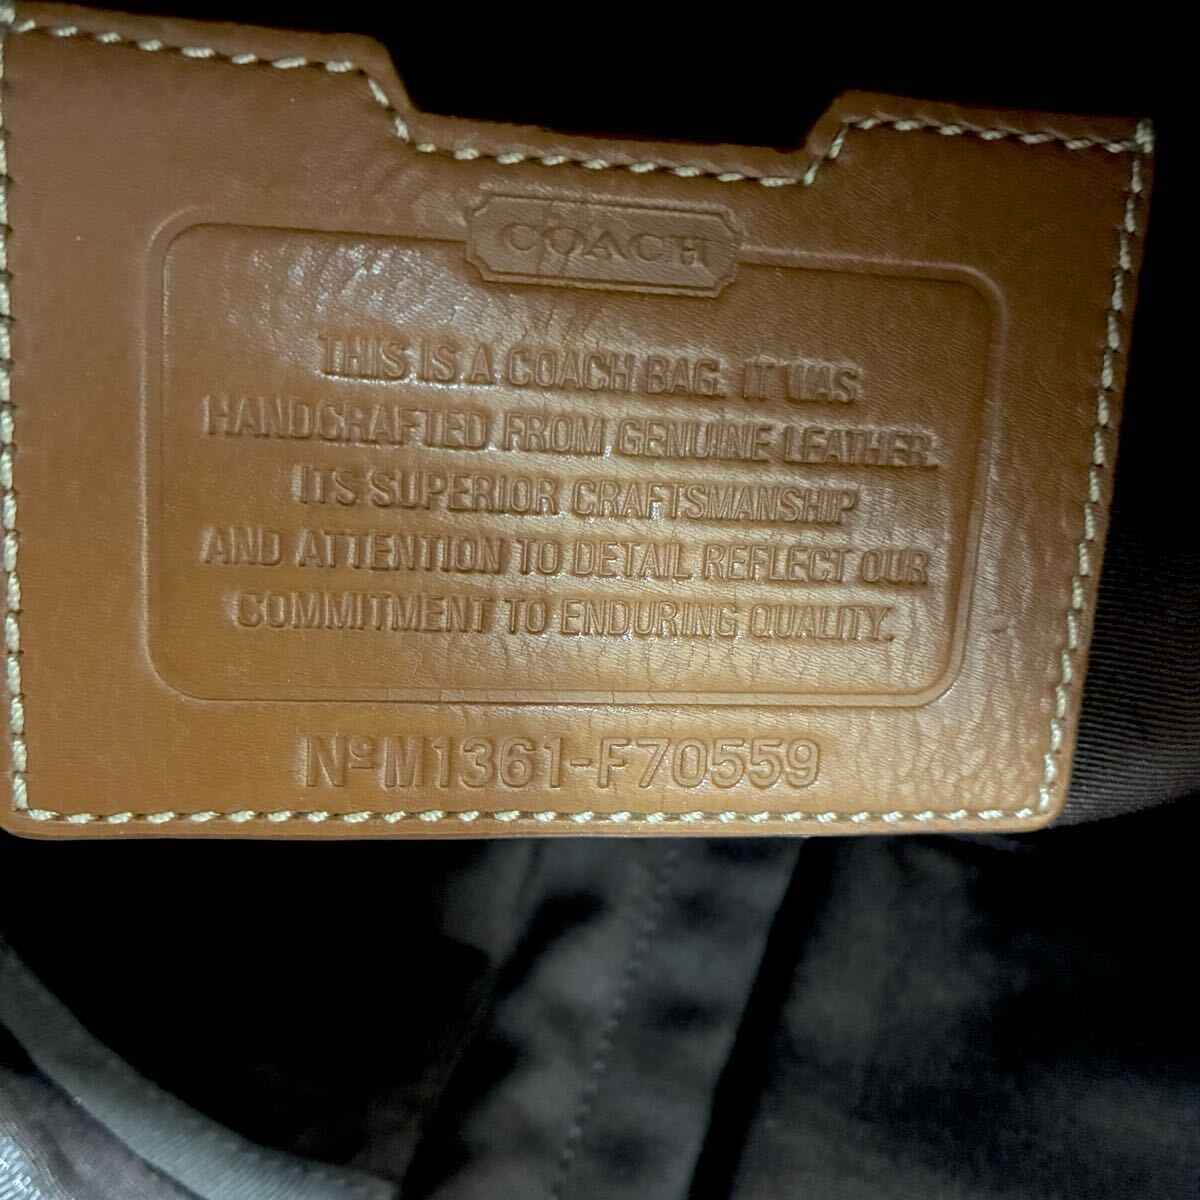 COACH
THIS IS A COACH BAG. IT WAS
HANDCRAFTED FROM GENUINE LEATHER.
ITS SUPERIOR CRAFTSMANSHIP
AND ATTENTION TO DETAIL REFLECT OUR
COMMITMENT TO ENDURING QUALITY.
Nº M1361-F70559